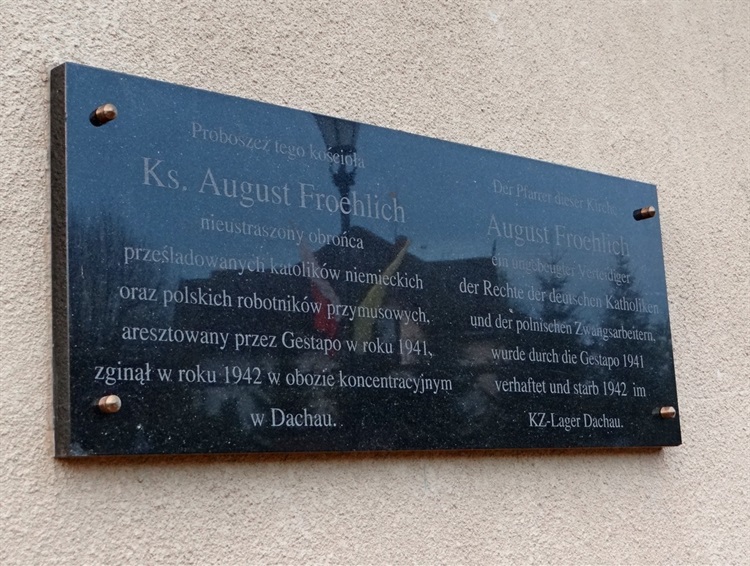 Proboszcz tego kościoła
Ks. August Froehlich
nieustraszony obrońca
prześladowanych katolików niemieckich
oraz polskich robotników przymusowych.
aresztowany przez Gestapo w roku 1941,
zginął w roku 1942 w obozie koncentracyjnym
w Dachau.
Der Pfarrer dieser Kirche
August Froehlich
ein ungebeugter Verteidiger
der Rechte der deutschen Katholiken
und der polnischen Zwangsarbeitern,
wurde durch die Gestapo 1941
verhaftet und starb 1942 im
KZ-Lager Dachau.